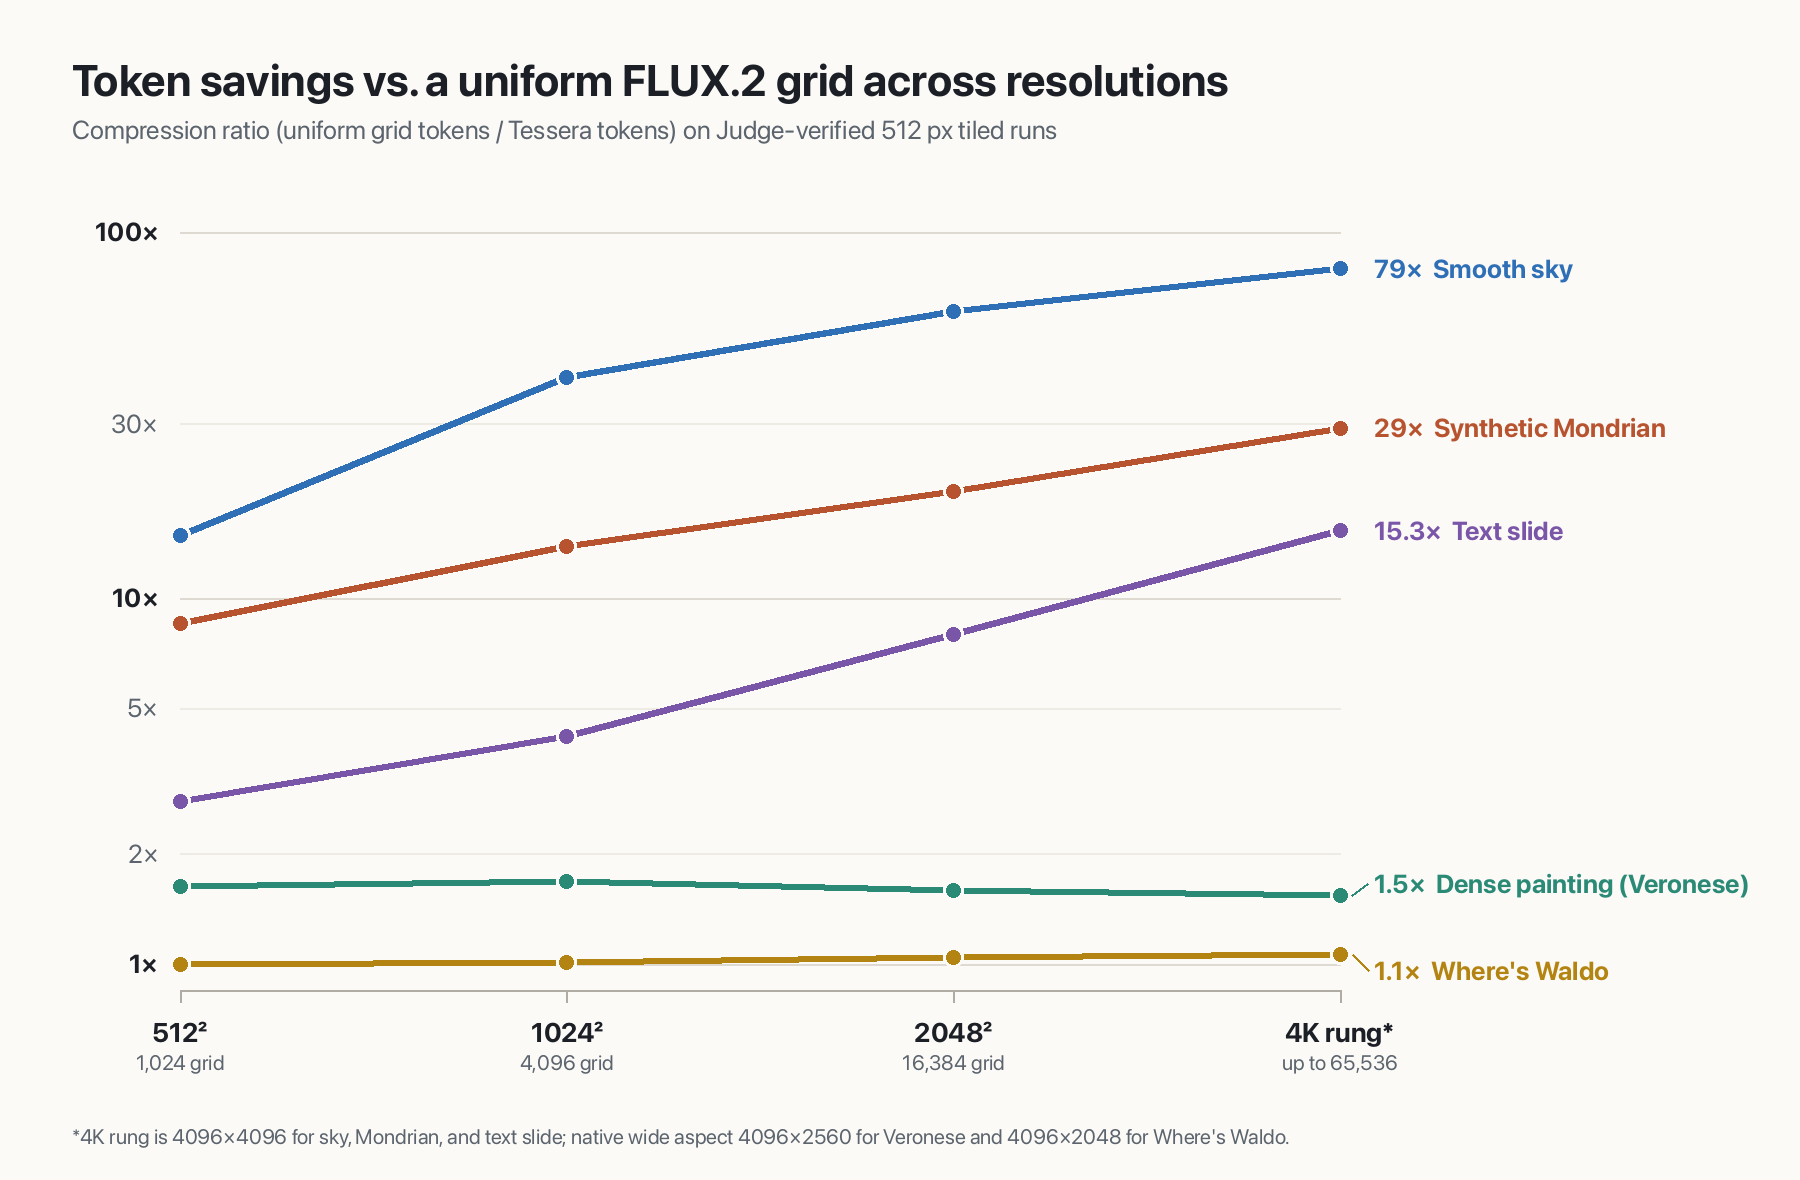 Token savings vs. a uniform FLUX.2 grid across resolutions
Compression ratio (uniform grid tokens / Tessera tokens) on Judge-verified 512 px tiled runs
100×
79× Smooth sky
30×
29× Synthetic Mondrian
15.3× Text slide
10×
5×
2×
1.5× Dense painting (Veronese)
1×
1.1× Where's Waldo
512² 1024² 2048² 4K rung*
1,024 grid 4,096 grid 16,384 grid up to 65,536
*4K rung is 4096×4096 for sky, Mondrian, and text slide; native wide aspect 4096×2560 for Veronese and 4096×2048 for Where's Waldo.